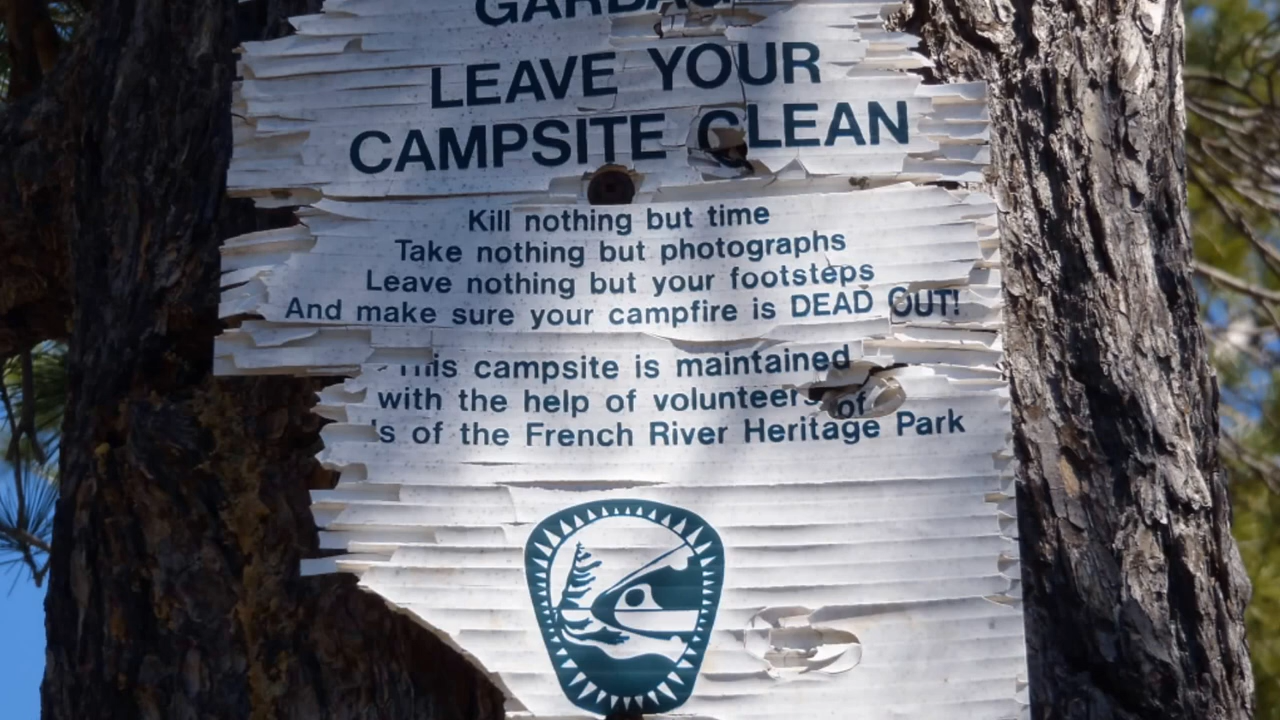 LEAVE YOUR
CAMPSITE CLEAN
Kill nothing but time
Take nothing but photographs
Leave nothing but your footsteps
And make sure your campfire is DEAD OUT!
This campsite is maintained
with the help of volunteers of
's of the French River Heritage Park